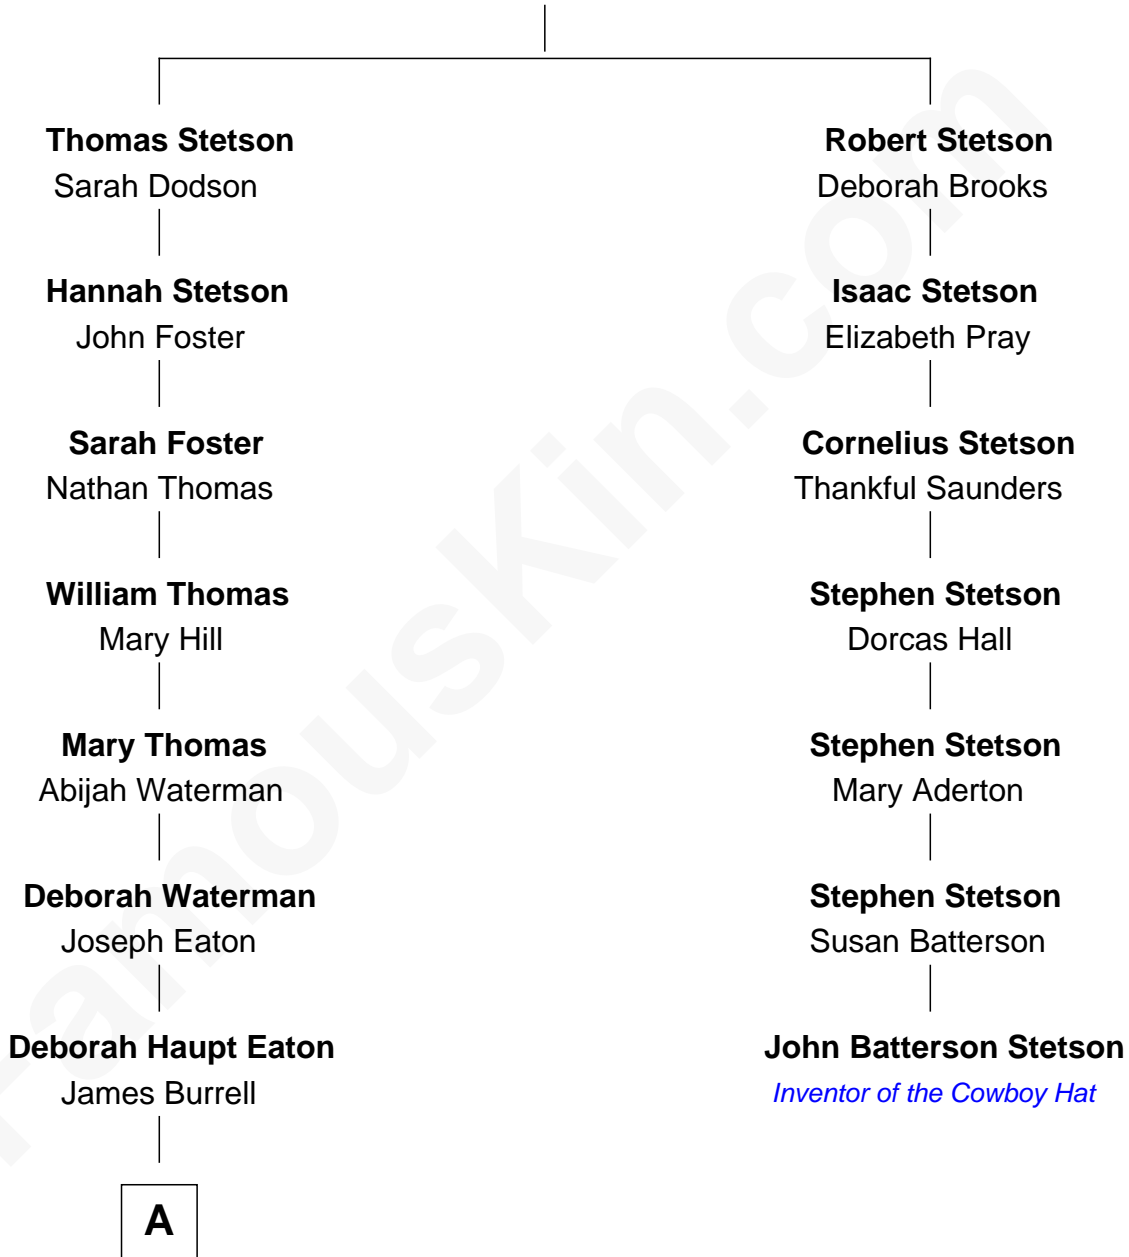 Thomas Stetson
Sarah Dodson
Hannah Stetson
John Foster
Sarah Foster
Nathan Thomas
William Thomas
Mary Hill
Mary Thomas
Abijah Waterman
Deborah Waterman
Joseph Eaton
Deborah Haupt Eaton
James Burrell
A
Robert Stetson
Deborah Brooks
Isaac Stetson
Elizabeth Pray
Cornelius Stetson
Thankful Saunders
Stephen Stetson
Dorcas Hall
Stephen Stetson
Mary Aderton
Stephen Stetson
Susan Batterson
John Batterson Stetson
Inventor of the Cowboy Hat
FamousKin.com